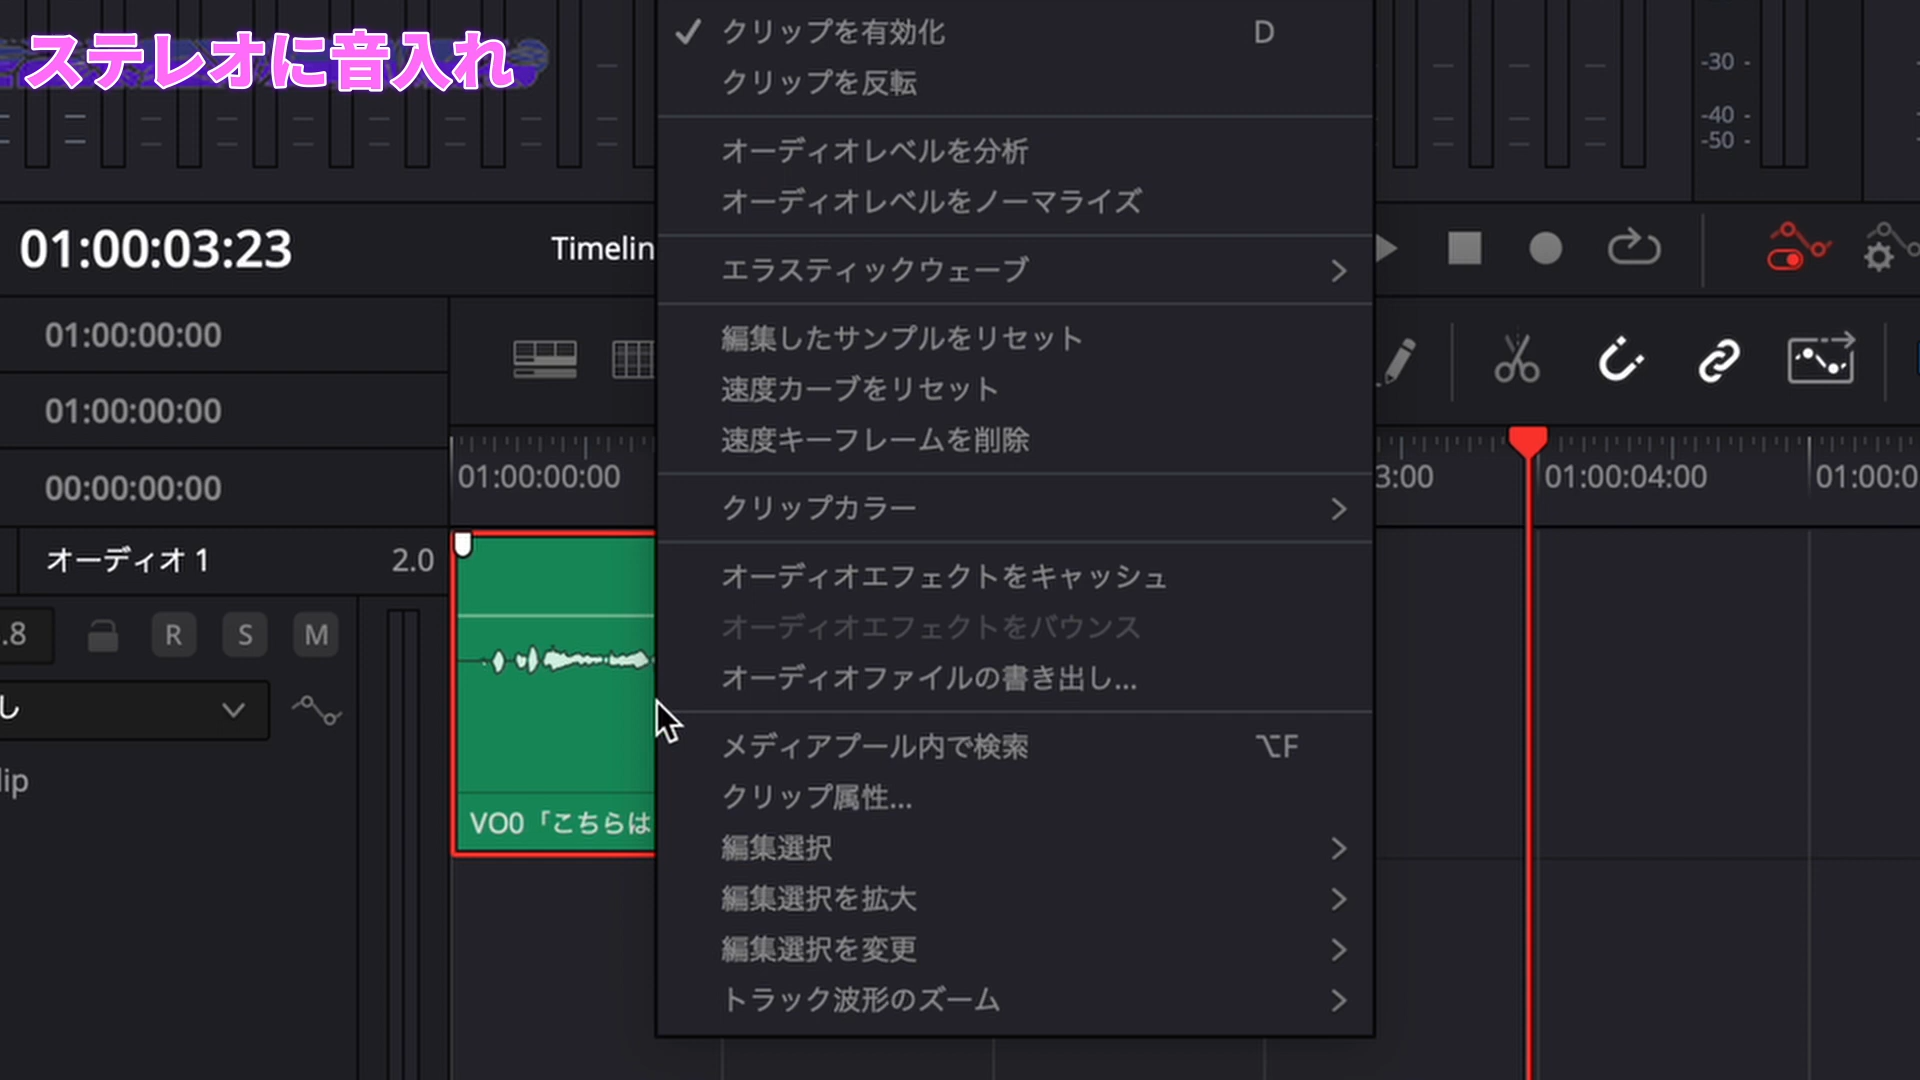 ステレオに音入れ
✓ クリップを有効化 D
クリップを反転
オーディオレベルを分析
オーディオレベルをノーマライズ
エラスティックウェーブ
編集したサンプルをリセット
速度カーブをリセット
速度キーフレームを削除
クリップカラー
オーディオエフェクトをキャッシュ
オーディオエフェクトをバウンス
オーディオファイルの書き出し...
メディアプール内で検索 ⌥F
クリップ属性...
編集選択
編集選択を拡大
編集選択を変更
トラック波形のズーム
-30 -
-40 -
-50 -
01:00:03:23
Timelin
01:00:00:00
01:00:00:00
00:00:00:00
01:00:00:00
3:00
01:00:04:00
01:00:0
オーディオ 1 2.0
.8 R S M
し
lip
VO0「こちらは